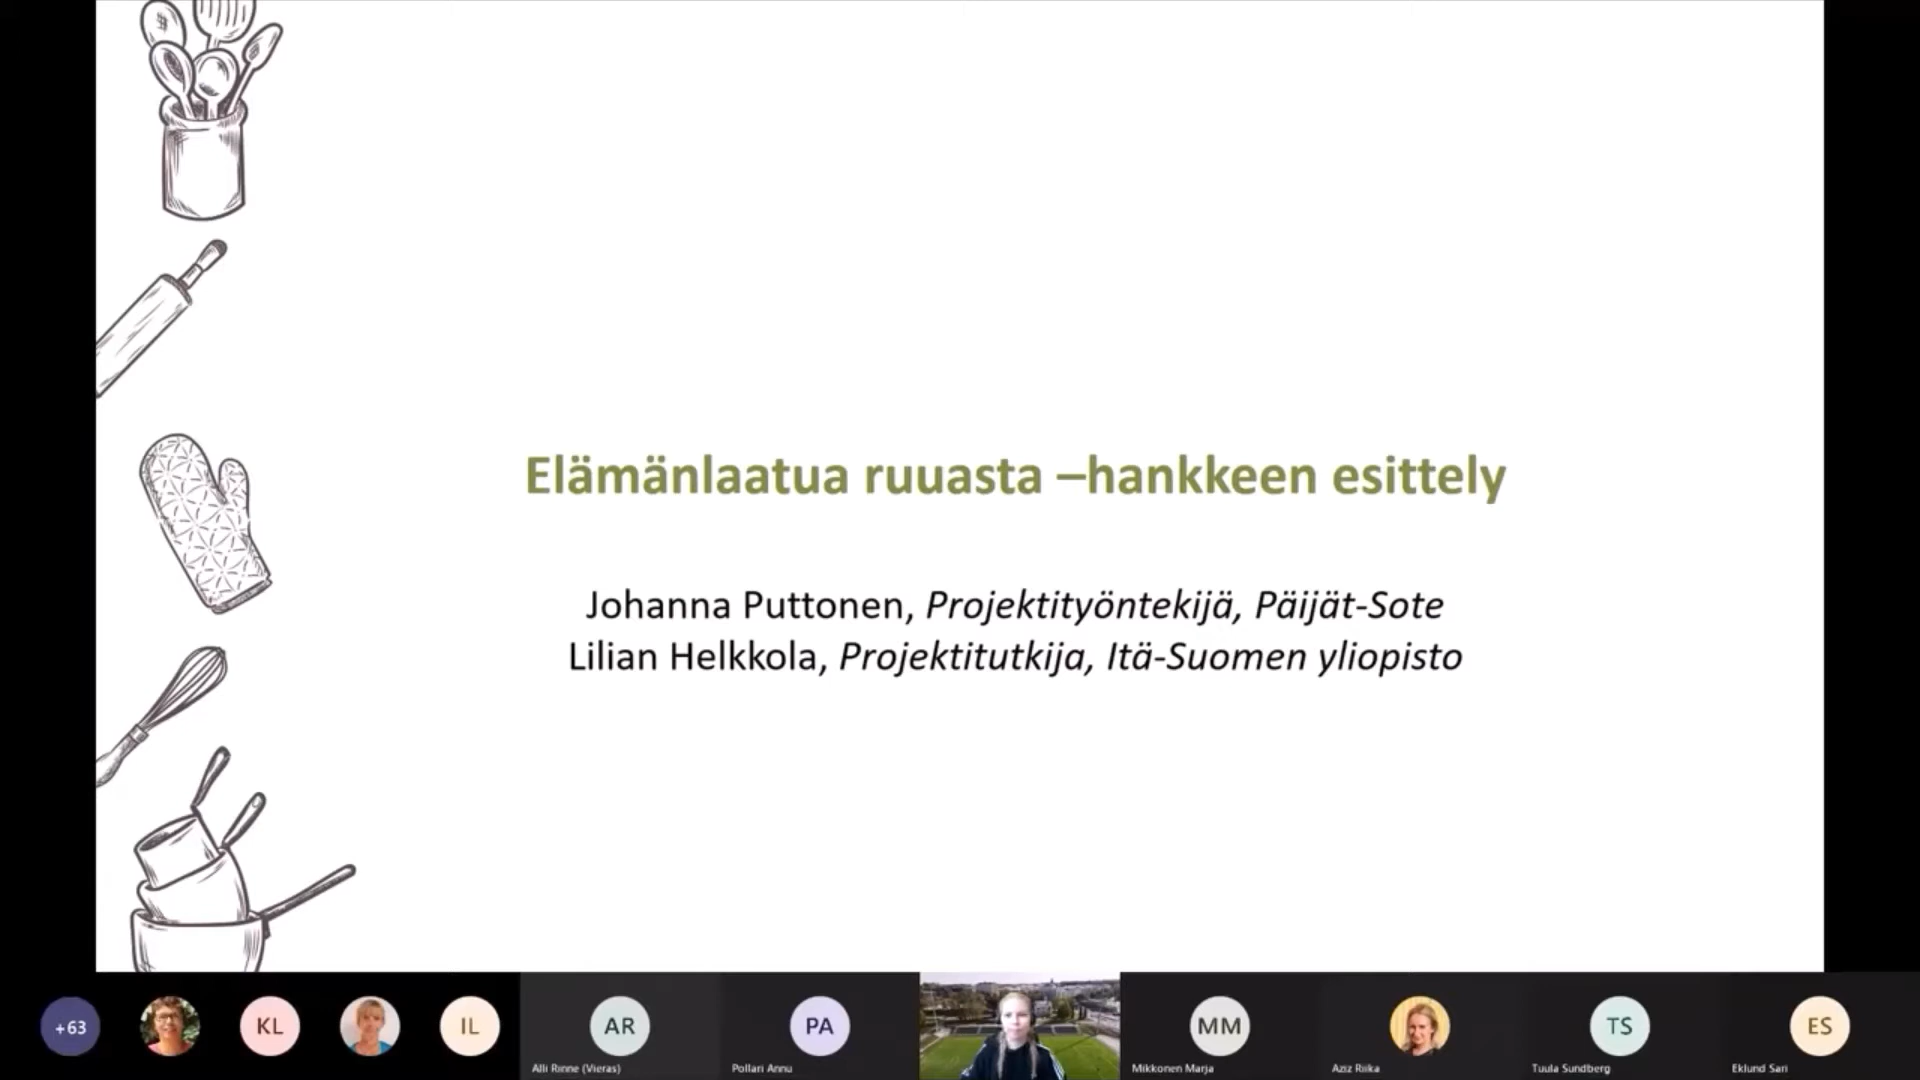 Elämänlaatua ruuasta –hankkeen esittely
Johanna Puttonen, Projektityöntekijä, Päijät-Sote
Lilian Helkkola, Projektitutkija, Itä-Suomen yliopisto
+63
KL
IL
AR
PA
MM
TS
ES
Alli Rinne (Vieras)
Pollari Annu
Mikkonen Marja
Aziz Riika
Tuula Sundberg
Eklund Sari